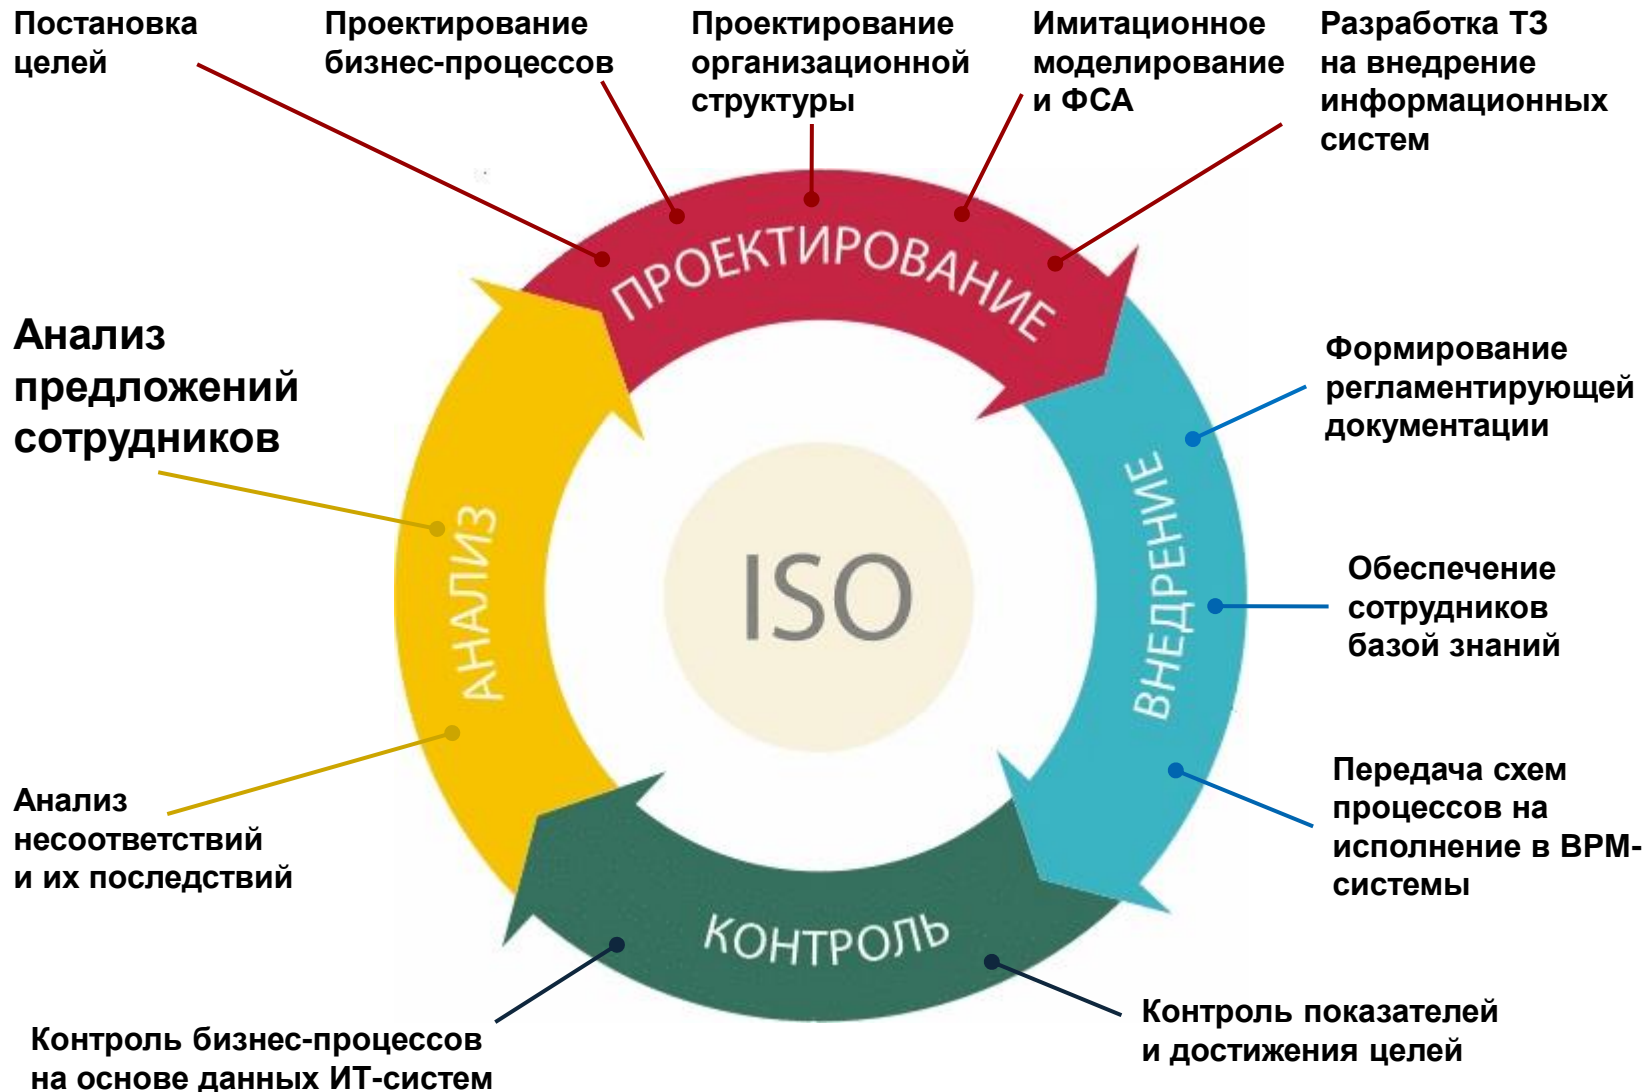 Постановка
целей
Проектирование
бизнес-процессов
Проектирование
организационной
структуры
Имитационное
моделирование
и ФСА
Разработка ТЗ
на внедрение
информационных
систем
ПРОЕКТИРОВАНИЕ
Анализ
предложений
сотрудников
Формирование
регламентирующей
документации
АНАЛИЗ
ISO
ВНЕДРЕНИЕ
Обеспечение
сотрудников
базой знаний
Анализ
несоответствий
и их последствий
Передача схем
процессов на
исполнение в BPM-
системы
КОНТРОЛЬ
Контроль бизнес-процессов
на основе данных ИТ-систем
Контроль показателей
и достижения целей